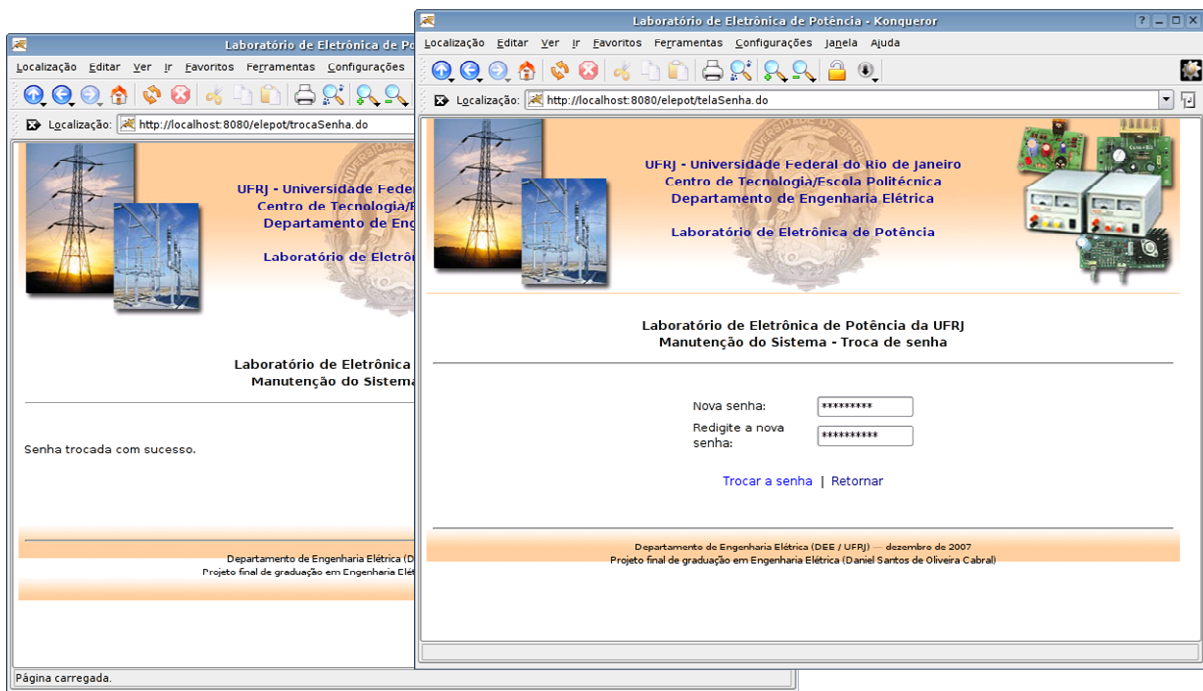 Laboratório de Eletrônica de Po
Localização Editar Ver Ir Favoritos Ferramentas Configurações
Localização: http://localhost:8080/elepot/trocaSenha.do
UFRJ - Universidade Feder
Centro de Tecnologia/
Departamento de Eng
Laboratório de Eletrô
Laboratório de Eletrônica
Manutenção do Sistema
Senha trocada com sucesso.
Departamento de Engenharia Elétrica (D
Projeto final de graduação em Engenharia Elét
Página carregada.
Laboratório de Eletrônica de Potência - Konqueror
Localização Editar Ver Ir Favoritos Ferramentas Configurações Janela Ajuda
Localização: http://localhost:8080/elepot/telaSenha.do
UFRJ - Universidade Federal do Rio de Janeiro
Centro de Tecnologia/Escola Politécnica
Departamento de Engenharia Elétrica
Laboratório de Eletrônica de Potência
Laboratório de Eletrônica de Potência da UFRJ
Manutenção do Sistema - Troca de senha
Nova senha: *********
Redigite a nova
senha: **********
Trocar a senha | Retornar
Departamento de Engenharia Elétrica (DEE / UFRJ) — dezembro de 2007
Projeto final de graduação em Engenharia Elétrica (Daniel Santos de Oliveira Cabral)